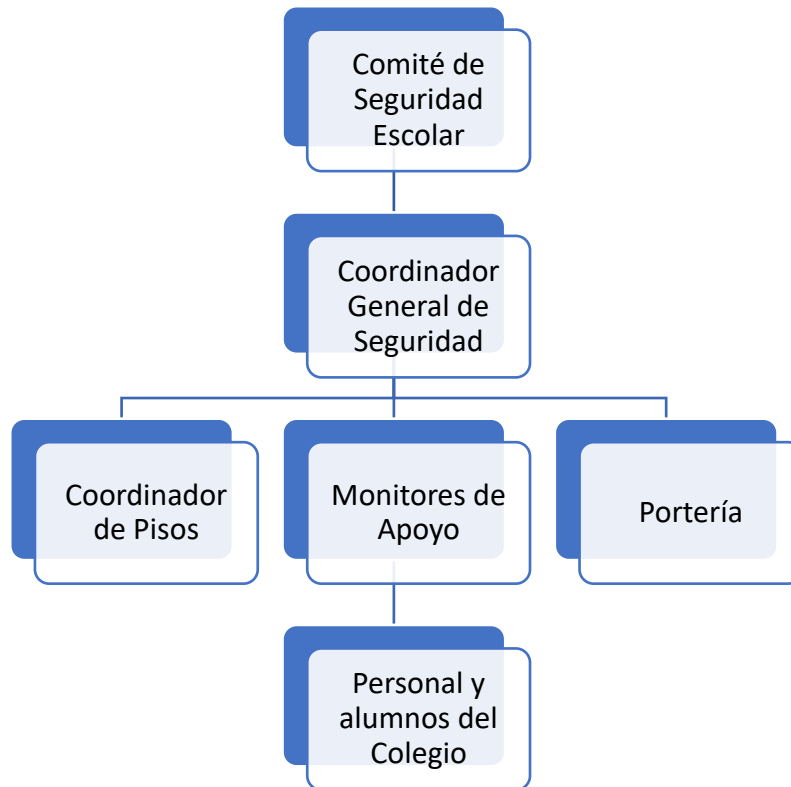 Comité de
Seguridad
Escolar
Coordinador
General de
Seguridad
Coordinador
de Pisos
Monitores de
Apoyo
Portería
Personal y
alumnos del
Colegio